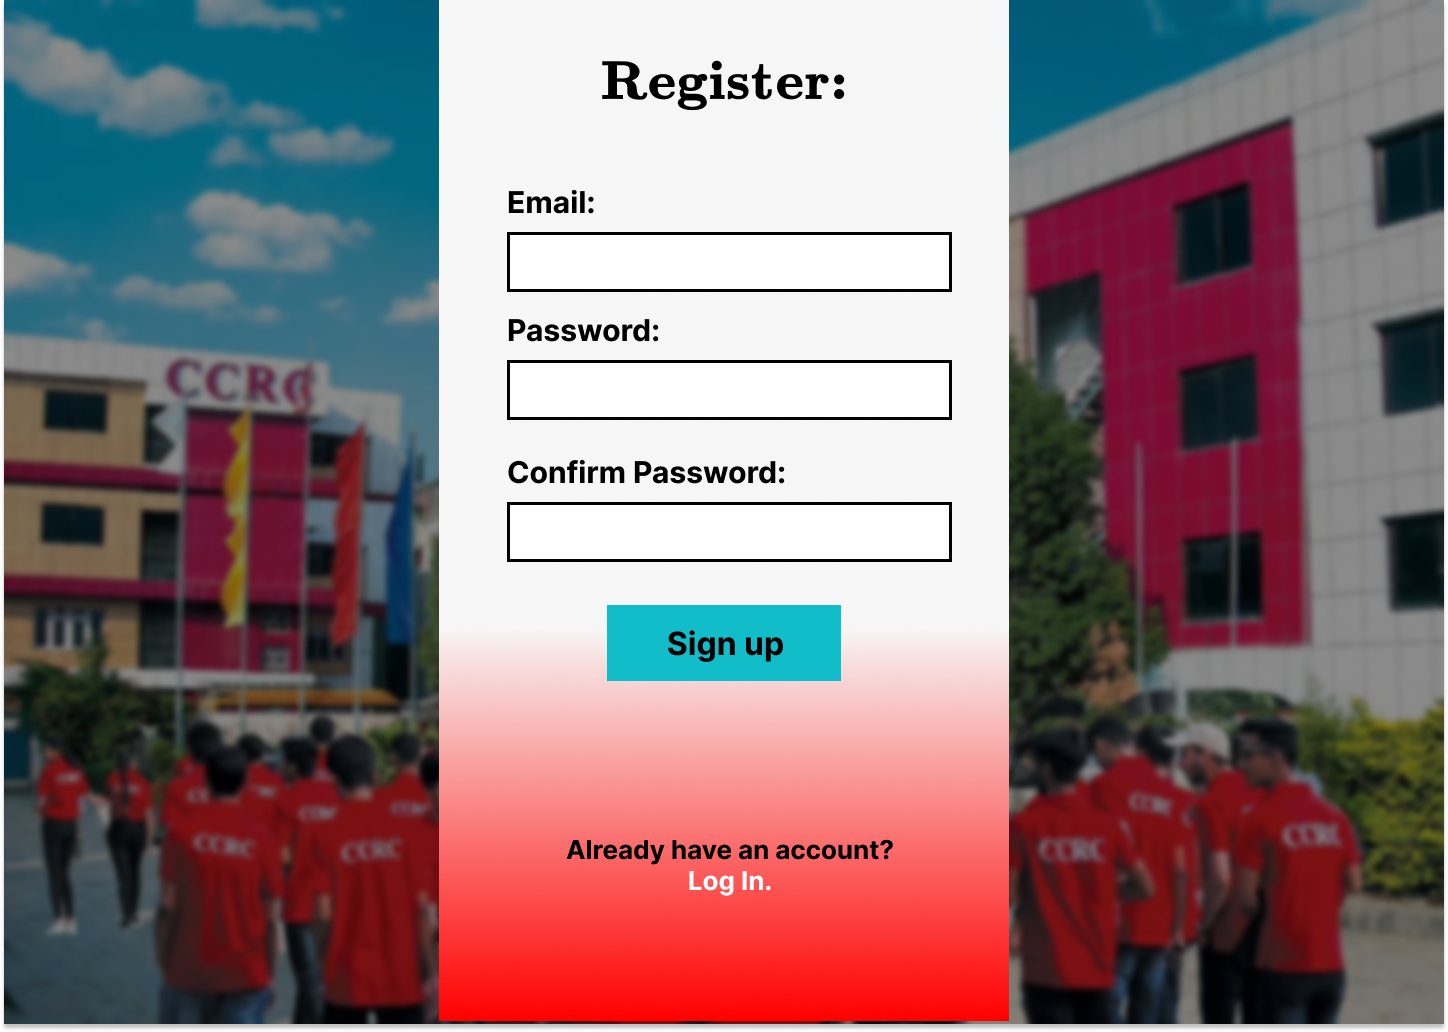 Register:
Email:
Password:
Confirm Password:
Sign up
Already have an account?
Log In.
CCRC
CCRC
CCRC
CCRC
CCRC
CCRC